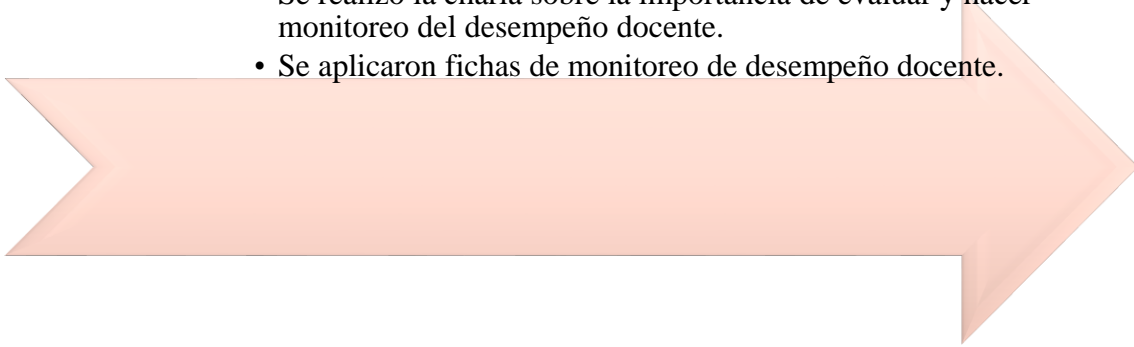 Se realizó la charla sobre la importancia de evaluar y hacer
monitoreo del desempeño docente.
• Se aplicaron fichas de monitoreo de desempeño docente.